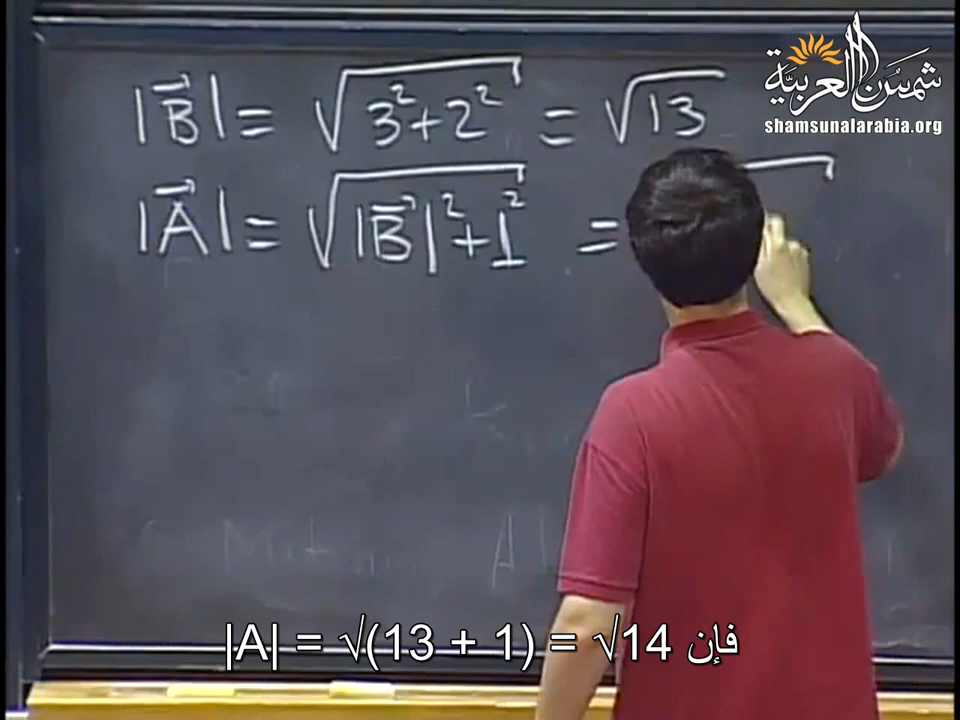 شمس العربية
shamsunalarabia.org
|B⃗| = √(3² + 2²) = √13
|A⃗| = √(|B⃗|² + 1²) =
فإن |A| = √(13 + 1) = √14